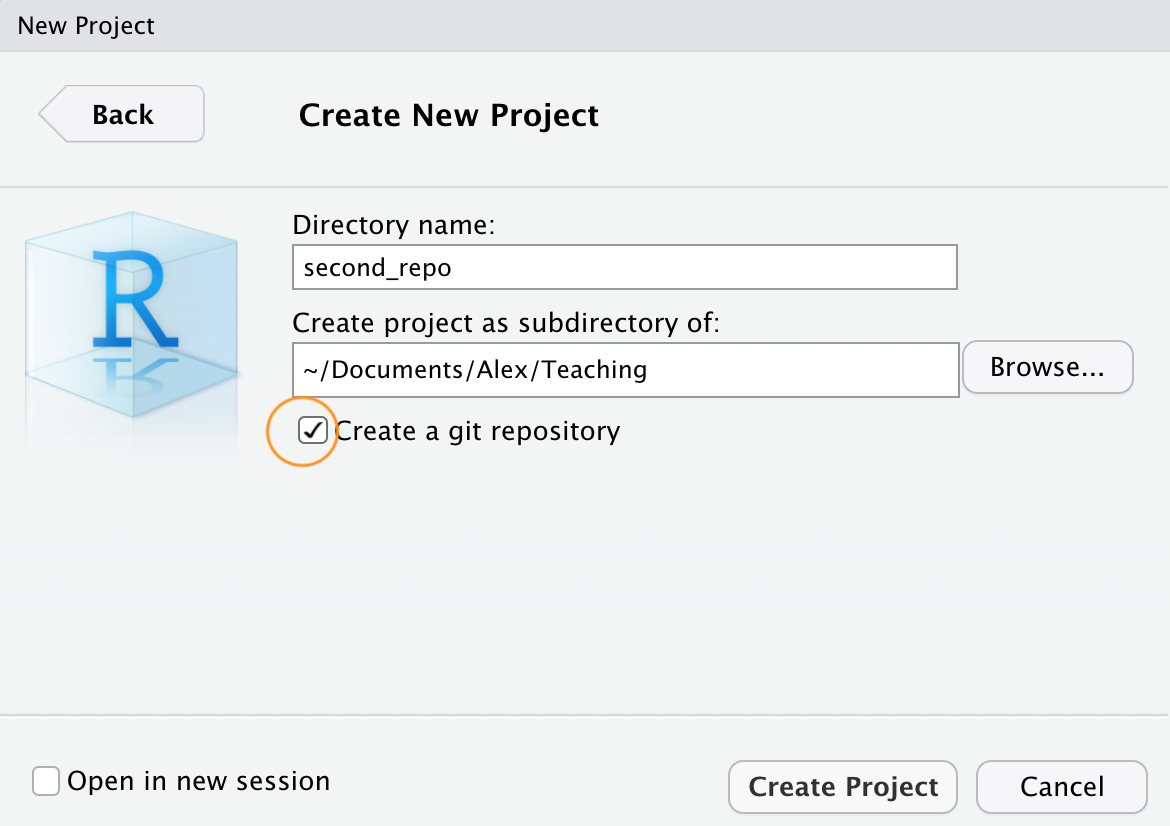 New Project
Back
Create New Project
R
Directory name:
second_repo
Create project as subdirectory of:
~/Documents/Alex/Teaching
Browse...
Create a git repository
Open in new session
Create Project
Cancel